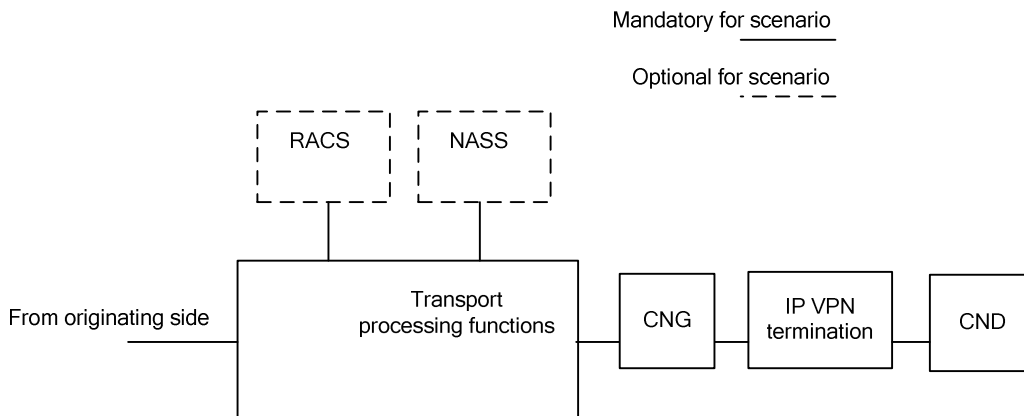 Mandatory for scenario
Optional for scenario
RACS
NASS
From originating side
Transport
processing functions
CNG
IP VPN
termination
CND